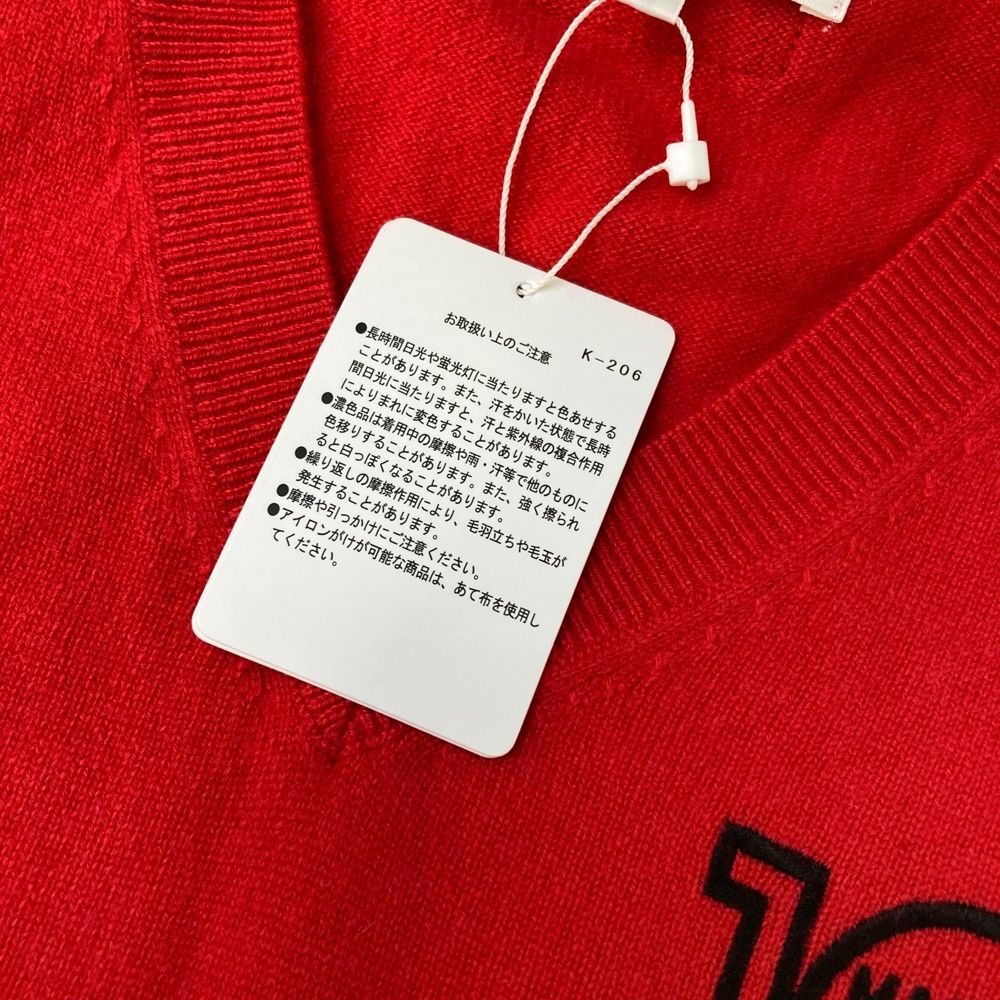 お取扱い上のご注意 K-206
●長時間日光や蛍光灯に当たりますと色あせする
ことがあります。また、汗をかいた状態で長時
間日光に当たりますと、汗と紫外線の複合作用
によりまれに変色することがあります。
●濃色品は着用中の摩擦や雨・汗等で他のものに
色移りすることがあります。また、強く擦られ
ると白っぽくなることがあります。
●繰り返しの摩擦作用により、毛羽立ちや毛玉が
発生することがあります。
●摩擦や引っかけにご注意ください。
●アイロンがけが可能な商品は、あて布を使用し
てください。